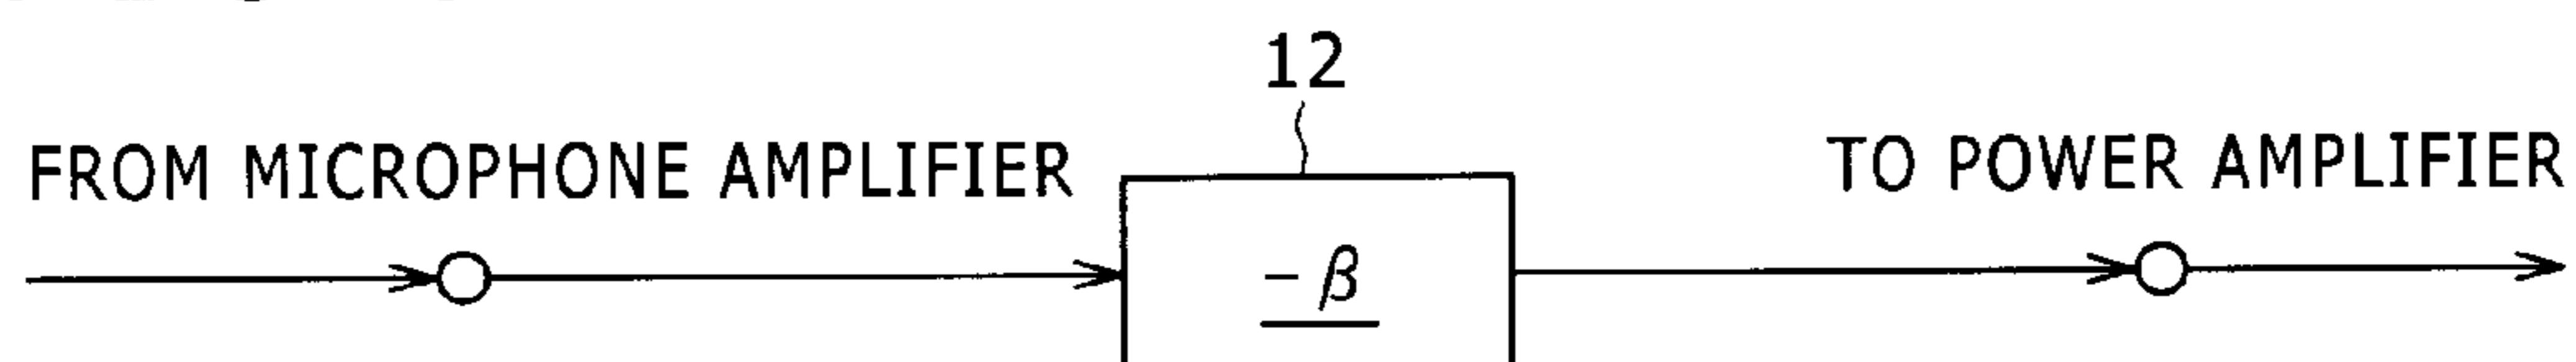 12
FROM MICROPHONE AMPLIFIER
TO POWER AMPLIFIER
-β